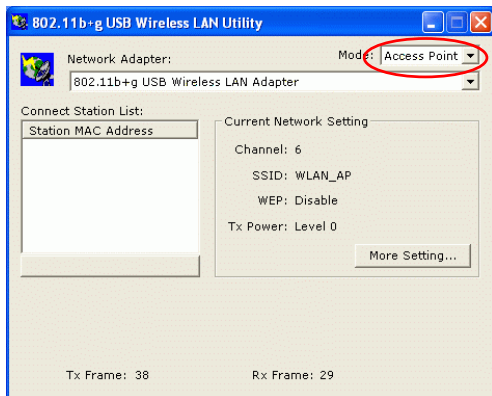 802.11b+g USB Wireless LAN Utility
Network Adapter:
Mode: Access Point
802.11b+g USB Wireless LAN Adapter
Connect Station List:
Station MAC Address
Current Network Setting
Channel: 6
SSID: WLAN_AP
WEP: Disable
Tx Power: Level 0
More Setting...
Tx Frame: 38
Rx Frame: 29